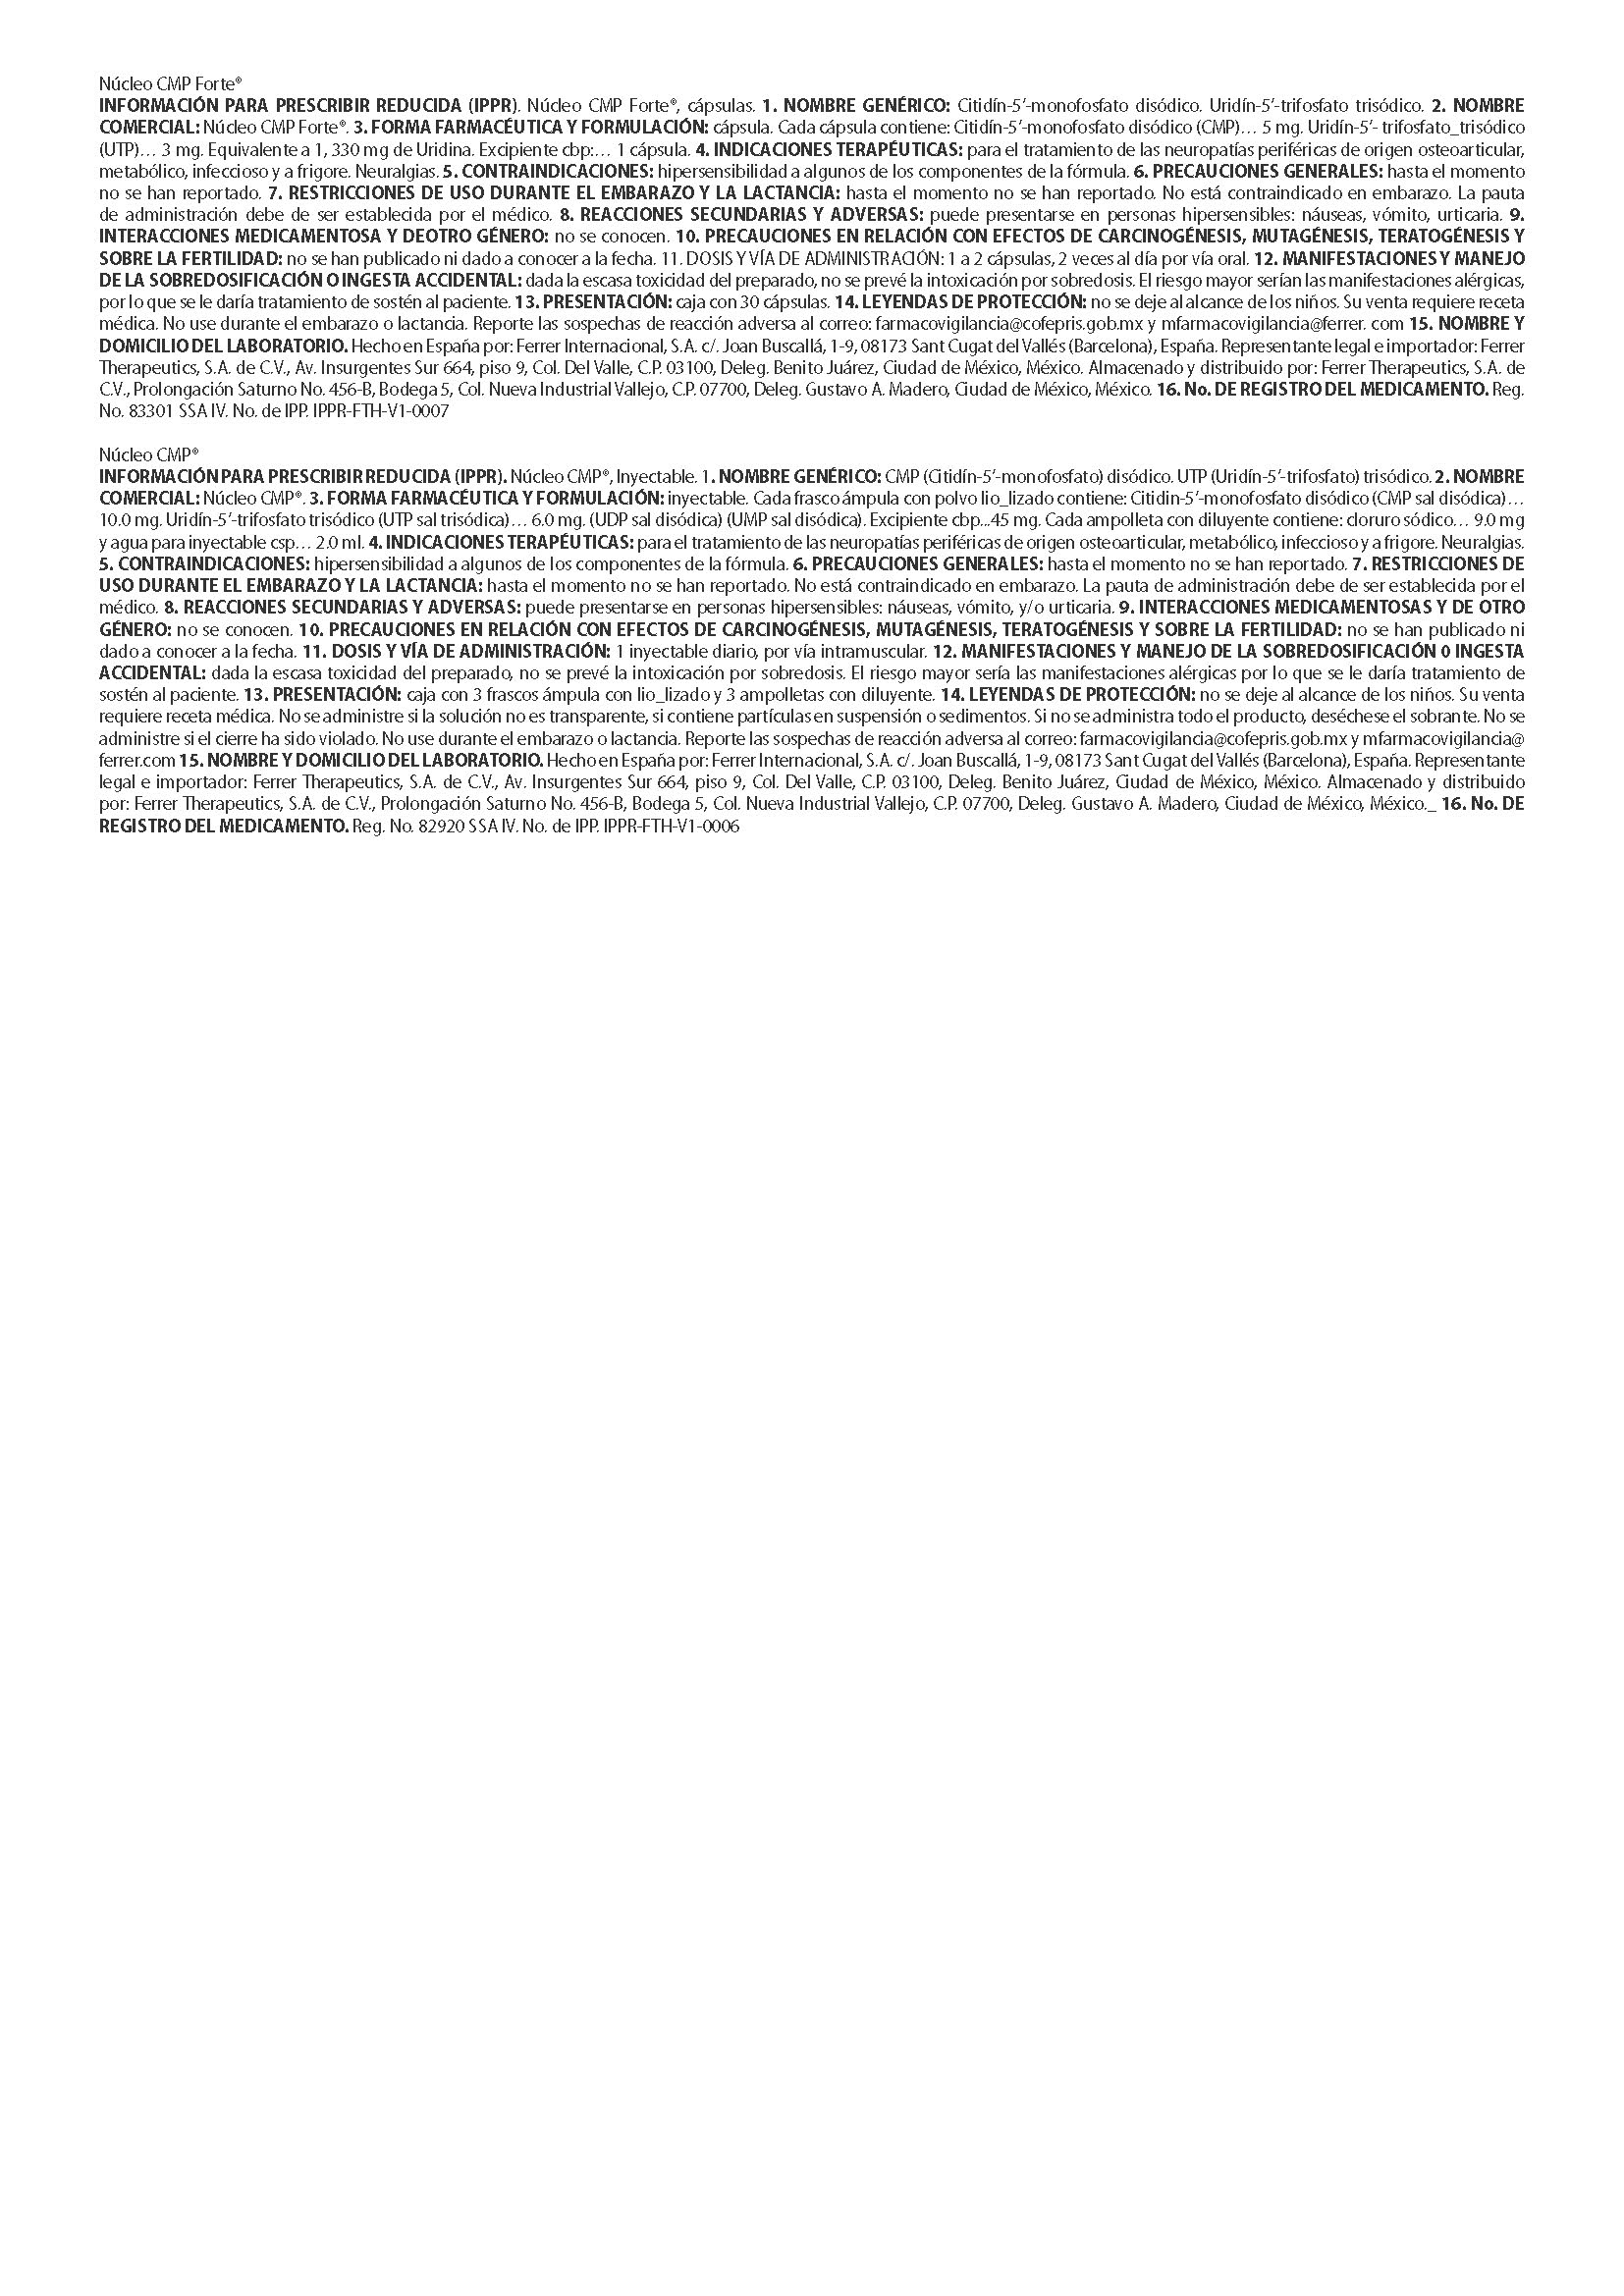 Núcleo CMP Forte®
INFORMACIÓN PARA PRESCRIBIR REDUCIDA (IPPR). Núcleo CMP Forte®, cápsulas. 1. NOMBRE GENÉRICO: Citidín-5’-monofosfato disódico. Uridín-5’-trifosfato trisódico. 2. NOMBRE
COMERCIAL: Núcleo CMP Forte®. 3. FORMA FARMACÉUTICA Y FORMULACIÓN: cápsula. Cada cápsula contiene: Citidín-5’-monofosfato disódico (CMP)… 5 mg. Uridín-5’- trifosfato_trisódico
(UTP)… 3 mg. Equivalente a 1, 330 mg de Uridina. Excipiente cbp:… 1 cápsula. 4. INDICACIONES TERAPÉUTICAS: para el tratamiento de las neuropatías periféricas de origen osteoarticular,
metabólico, infeccioso y a frigore. Neuralgias. 5. CONTRAINDICACIONES: hipersensibilidad a algunos de los componentes de la fórmula. 6. PRECAUCIONES GENERALES: hasta el momento
no se han reportado. 7. RESTRICCIONES DE USO DURANTE EL EMBARAZO Y LA LACTANCIA: hasta el momento no se han reportado. No está contraindicado en embarazo. La pauta
de administración debe de ser establecida por el médico. 8. REACCIONES SECUNDARIAS Y ADVERSAS: puede presentarse en personas hipersensibles: náuseas, vómito, urticaria. 9.
INTERACCIONES MEDICAMENTOSA Y DEOTRO GÉNERO: no se conocen. 10. PRECAUCIONES EN RELACIÓN CON EFECTOS DE CARCINOGÉNESIS, MUTAGÉNESIS, TERATOGÉNESIS Y
SOBRE LA FERTILIDAD: no se han publicado ni dado a conocer a la fecha. 11. DOSIS Y VÍA DE ADMINISTRACIÓN: 1 a 2 cápsulas, 2 veces al día por vía oral. 12. MANIFESTACIONES Y MANEJO
DE LA SOBREDOSIFICACIÓN O INGESTA ACCIDENTAL: dada la escasa toxicidad del preparado, no se prevé la intoxicación por sobredosis. El riesgo mayor serían las manifestaciones alérgicas,
por lo que se le daría tratamiento de sostén al paciente. 13. PRESENTACIÓN: caja con 30 cápsulas. 14. LEYENDAS DE PROTECCIÓN: no se deje al alcance de los niños. Su venta requiere receta
médica. No use durante el embarazo o lactancia. Reporte las sospechas de reacción adversa al correo: farmacovigilancia@cofepris.gob.mx y mfarmacovigilancia@ferrer. com 15. NOMBRE Y
DOMICILIO DEL LABORATORIO. Hecho en España por: Ferrer Internacional, S.A. c/. Joan Buscallá, 1-9, 08173 Sant Cugat del Vallés (Barcelona), España. Representante legal e importador: Ferrer
Therapeutics, S.A. de C.V., Av. Insurgentes Sur 664, piso 9, Col. Del Valle, C.P. 03100, Deleg. Benito Juárez, Ciudad de México, México. Almacenado y distribuido por: Ferrer Therapeutics, S.A. de
C.V., Prolongación Saturno No. 456-B, Bodega 5, Col. Nueva Industrial Vallejo, C.P. 07700, Deleg. Gustavo A. Madero, Ciudad de México, México. 16. No. DE REGISTRO DEL MEDICAMENTO. Reg.
No. 83301 SSA IV. No. de IPP. IPPR-FTH-V1-0007
Núcleo CMP®
INFORMACIÓN PARA PRESCRIBIR REDUCIDA (IPPR). Núcleo CMP®, Inyectable. 1. NOMBRE GENÉRICO: CMP (Citidín-5’-monofosfato) disódico. UTP (Uridín-5’-trifosfato) trisódico. 2. NOMBRE
COMERCIAL: Núcleo CMP®. 3. FORMA FARMACÉUTICA Y FORMULACIÓN: inyectable. Cada frasco ámpula con polvo lio_lizado contiene: Citidin-5’-monofosfato disódico (CMP sal disódica)…
10.0 mg. Uridín-5’-trifosfato trisódico (UTP sal trisódica)… 6.0 mg. (UDP sal disódica) (UMP sal disódica). Excipiente cbp...45 mg. Cada ampolleta con diluyente contiene: cloruro sódico… 9.0 mg
y agua para inyectable csp… 2.0 ml. 4. INDICACIONES TERAPÉUTICAS: para el tratamiento de las neuropatías periféricas de origen osteoarticular, metabólico, infeccioso y a frigore. Neuralgias.
5. CONTRAINDICACIONES: hipersensibilidad a algunos de los componentes de la fórmula. 6. PRECAUCIONES GENERALES: hasta el momento no se han reportado. 7. RESTRICCIONES DE
USO DURANTE EL EMBARAZO Y LA LACTANCIA: hasta el momento no se han reportado. No está contraindicado en embarazo. La pauta de administración debe de ser establecida por el
médico. 8. REACCIONES SECUNDARIAS Y ADVERSAS: puede presentarse en personas hipersensibles: náuseas, vómito, y/o urticaria. 9. INTERACCIONES MEDICAMENTOSAS Y DE OTRO
GÉNERO: no se conocen. 10. PRECAUCIONES EN RELACIÓN CON EFECTOS DE CARCINOGÉNESIS, MUTAGÉNESIS, TERATOGÉNESIS Y SOBRE LA FERTILIDAD: no se han publicado ni
dado a conocer a la fecha. 11. DOSIS Y VÍA DE ADMINISTRACIÓN: 1 inyectable diario, por vía intramuscular. 12. MANIFESTACIONES Y MANEJO DE LA SOBREDOSIFICACIÓN 0 INGESTA
ACCIDENTAL: dada la escasa toxicidad del preparado, no se prevé la intoxicación por sobredosis. El riesgo mayor sería las manifestaciones alérgicas por lo que se le daría tratamiento de
sostén al paciente. 13. PRESENTACIÓN: caja con 3 frascos ámpula con lio_lizado y 3 ampolletas con diluyente. 14. LEYENDAS DE PROTECCIÓN: no se deje al alcance de los niños. Su venta
requiere receta médica. No se administre si la solución no es transparente, si contiene partículas en suspensión o sedimentos. Si no se administra todo el producto, deséchese el sobrante. No se
administre si el cierre ha sido violado. No use durante el embarazo o lactancia. Reporte las sospechas de reacción adversa al correo: farmacovigilancia@cofepris.gob.mx y mfarmacovigilancia@
ferrer.com 15. NOMBRE Y DOMICILIO DEL LABORATORIO. Hecho en España por: Ferrer Internacional, S.A. c/. Joan Buscallá, 1-9, 08173 Sant Cugat del Vallés (Barcelona), España. Representante
legal e importador: Ferrer Therapeutics, S.A. de C.V., Av. Insurgentes Sur 664, piso 9, Col. Del Valle, C.P. 03100, Deleg. Benito Juárez, Ciudad de México, México. Almacenado y distribuido
por: Ferrer Therapeutics, S.A. de C.V., Prolongación Saturno No. 456-B, Bodega 5, Col. Nueva Industrial Vallejo, C.P. 07700, Deleg. Gustavo A. Madero, Ciudad de México, México._ 16. No. DE
REGISTRO DEL MEDICAMENTO. Reg. No. 82920 SSA IV. No. de IPP. IPPR-FTH-V1-0006